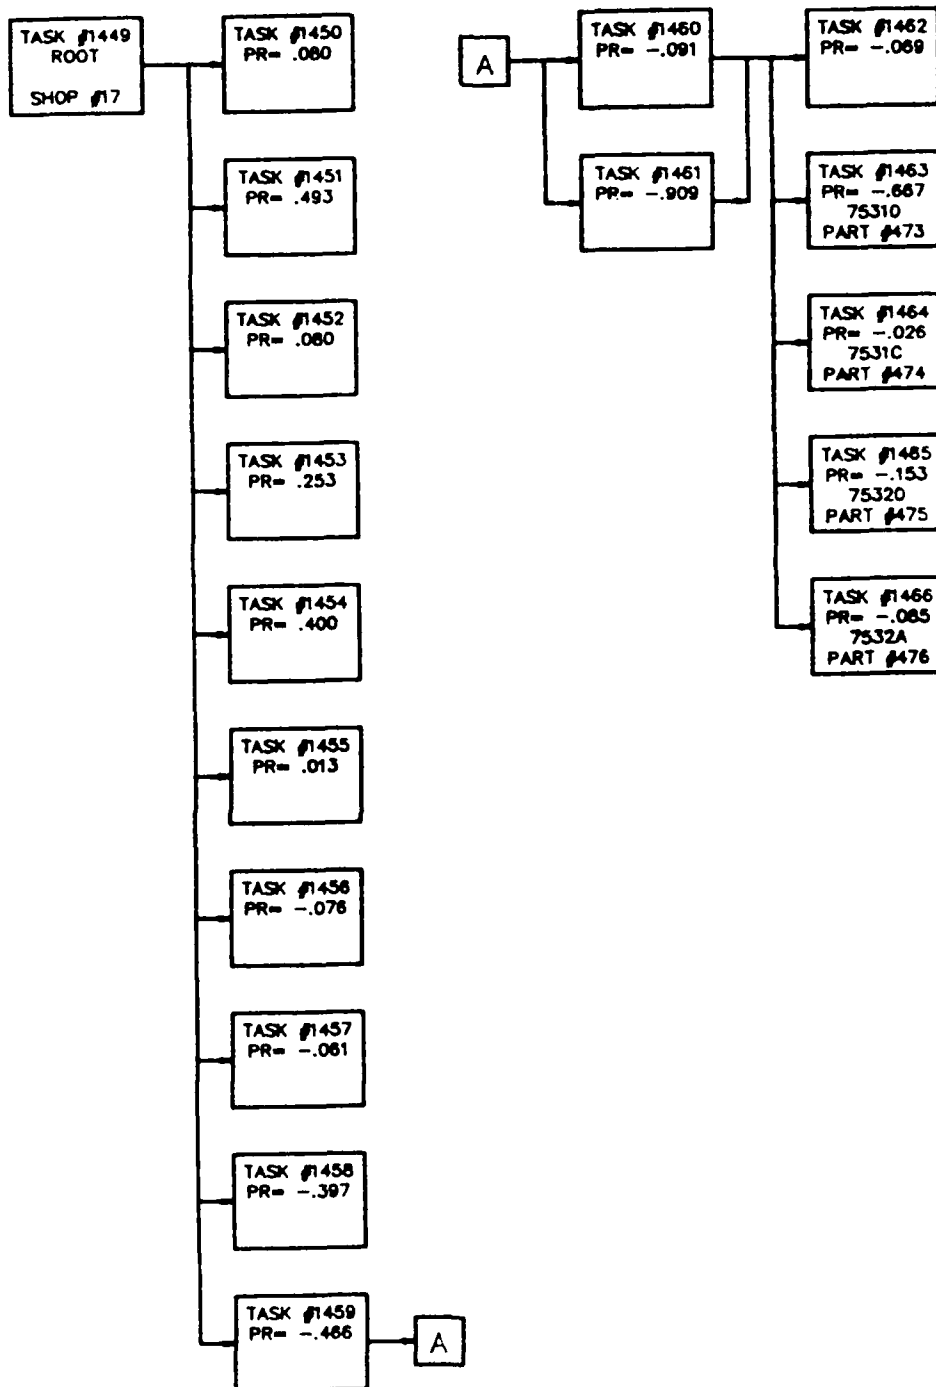 TASK #1449
ROOT
SHOP #17
TASK #1450
PR= .080
TASK #1451
PR= .493
TASK #1452
PR= .080
TASK #1453
PR= .253
TASK #1454
PR= .400
TASK #1455
PR= .013
TASK #1456
PR= -.076
TASK #1457
PR= -.061
TASK #1458
PR= -.397
TASK #1459
PR= -.466
A
A
TASK #1460
PR= -.091
TASK #1461
PR= -.909
TASK #1462
PR= -.069
TASK #1463
PR= -.667
75310
PART #473
TASK #1464
PR= -.026
7531C
PART #474
TASK #1465
PR= -.153
75320
PART #475
TASK #1466
PR= -.085
7532A
PART #476